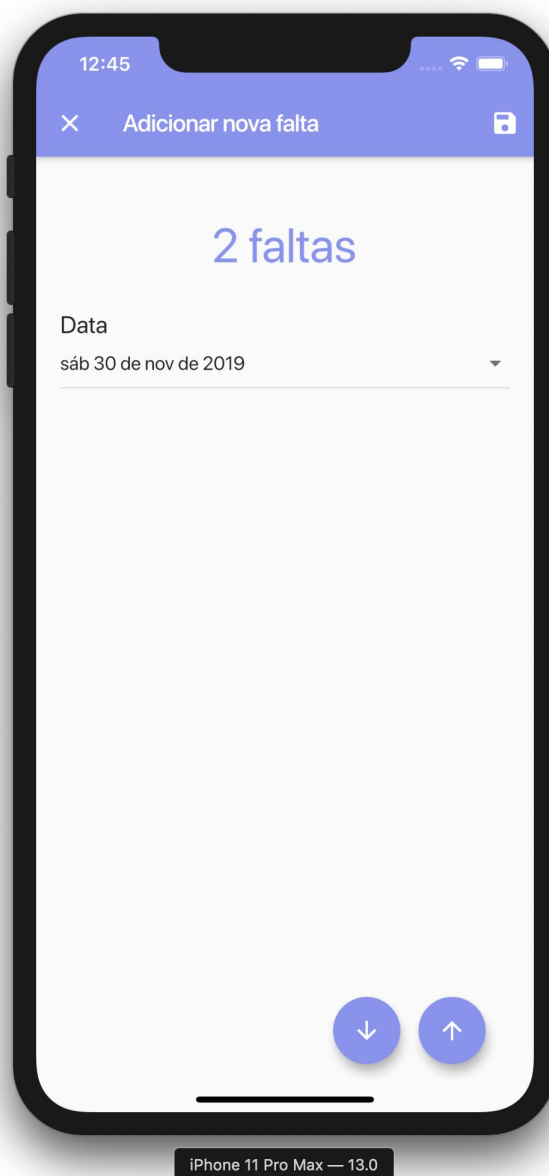 12:45
Adicionar nova falta
2 faltas
Data
sáb 30 de nov de 2019
iPhone 11 Pro Max — 13.0